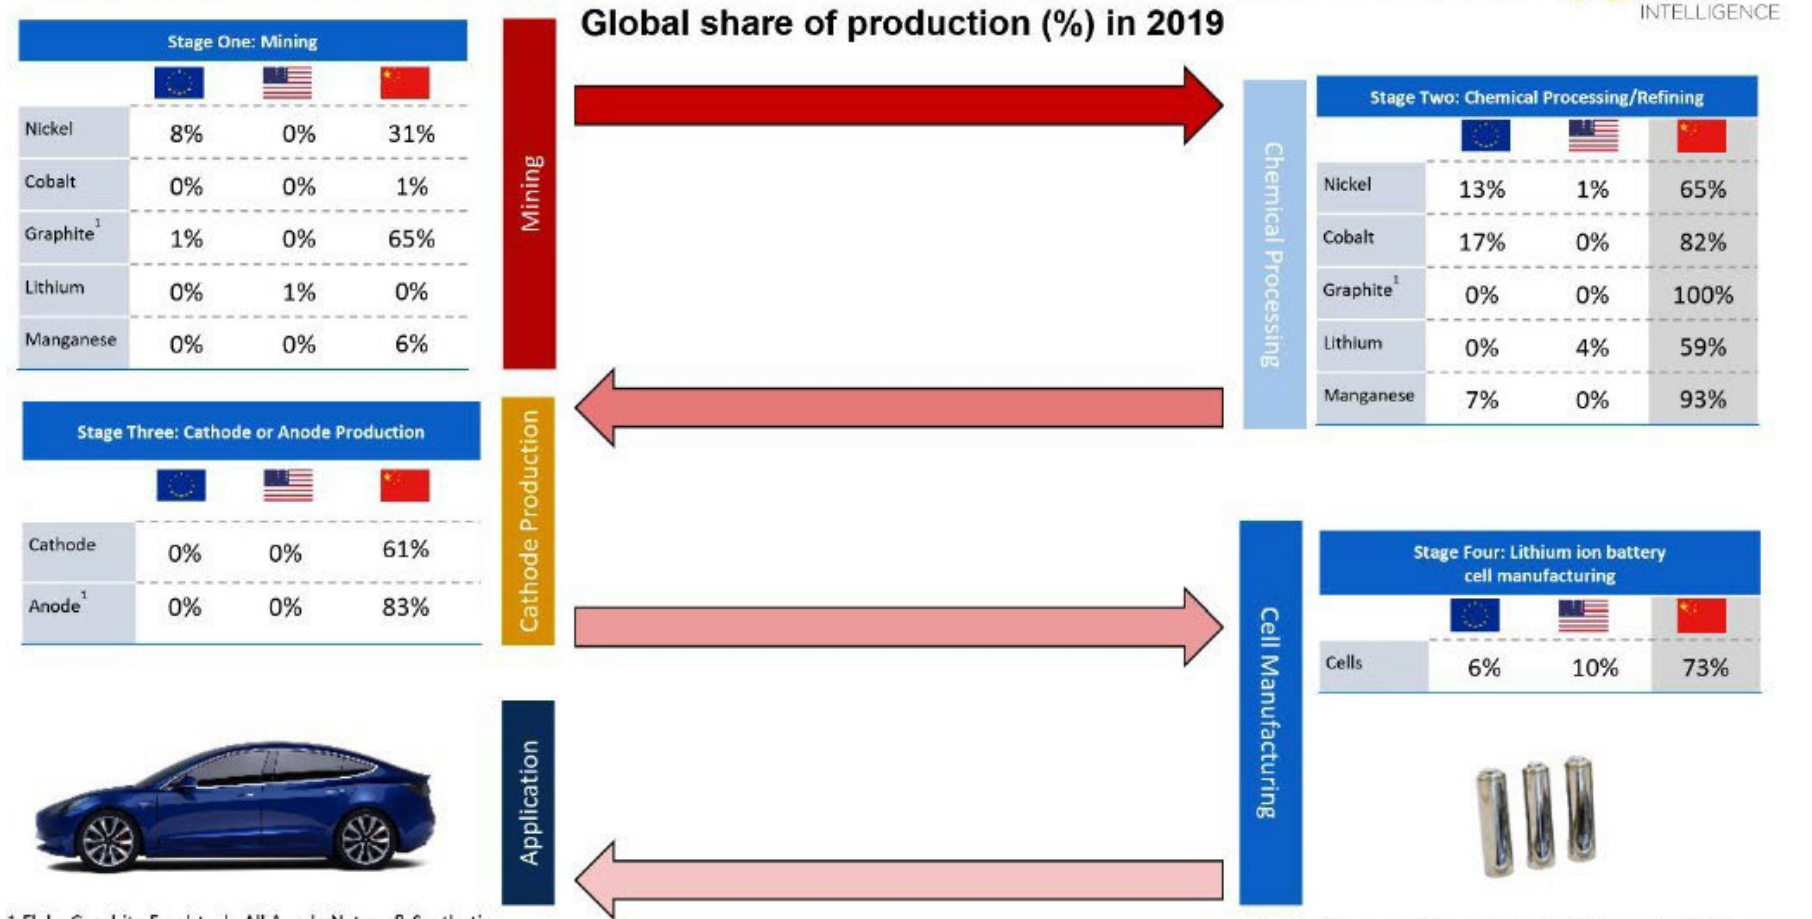 Global share of production (%) in 2019
INTELLIGENCE
Stage One: Mining
Nickel 8% 0% 31%
Cobalt 0% 0% 1%
Graphite1 1% 0% 65%
Lithium 0% 1% 0%
Manganese 0% 0% 6%
Mining
Chemical Processing
Stage Two: Chemical Processing/Refining
Nickel 13% 1% 65%
Cobalt 17% 0% 82%
Graphite1 0% 0% 100%
Lithium 0% 4% 59%
Manganese 7% 0% 93%
Stage Three: Cathode or Anode Production
Cathode 0% 0% 61%
Anode1 0% 0% 83%
Cathode Production
Cell Manufacturing
Stage Four: Lithium ion battery
cell manufacturing
Cells 6% 10% 73%
Application